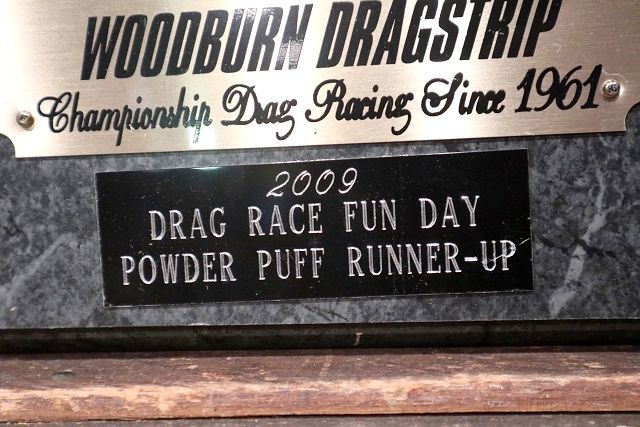 WOODBURN DRAGSTRIP
Championship Drag Racing Since 1961
2009
DRAG RACE FUN DAY
POWDER PUFF RUNNER-UP